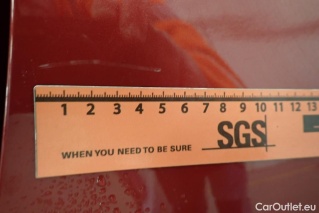 1 2 3 4 5 6 7 8 9 10 11 12 13
SGS
WHEN YOU NEED TO BE SURE
CarOutlet.eu